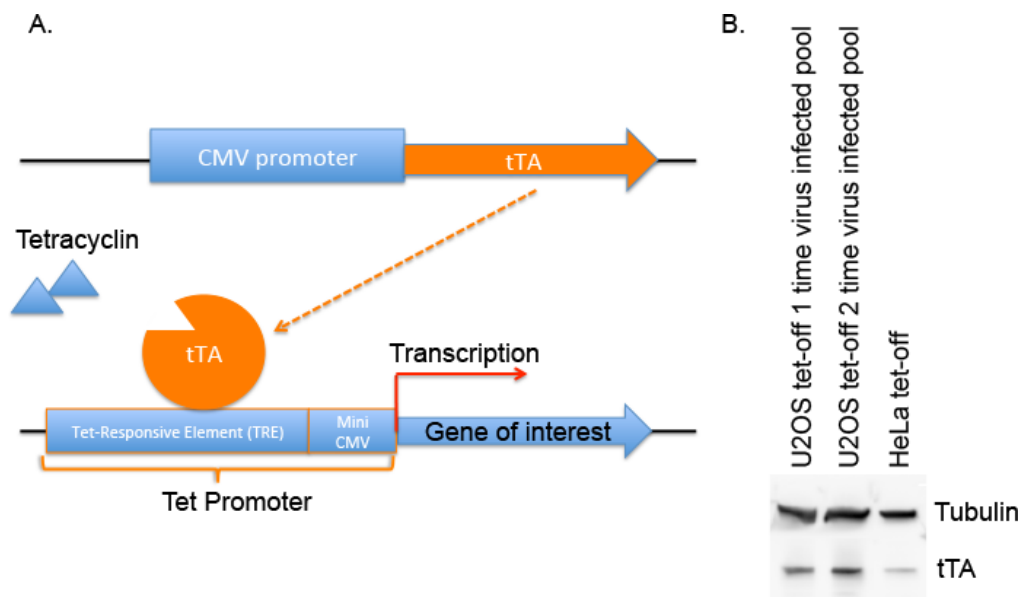 A.
CMV promoter
tTA
Tetracyclin
tTA
Transcription
Tet-Responsive Element (TRE)
Mini
CMV
Gene of interest
Tet Promoter
B.
U2OS tet-off 1 time virus infected pool
U2OS tet-off 2 time virus infected pool
HeLa tet-off
Tubulin
tTA